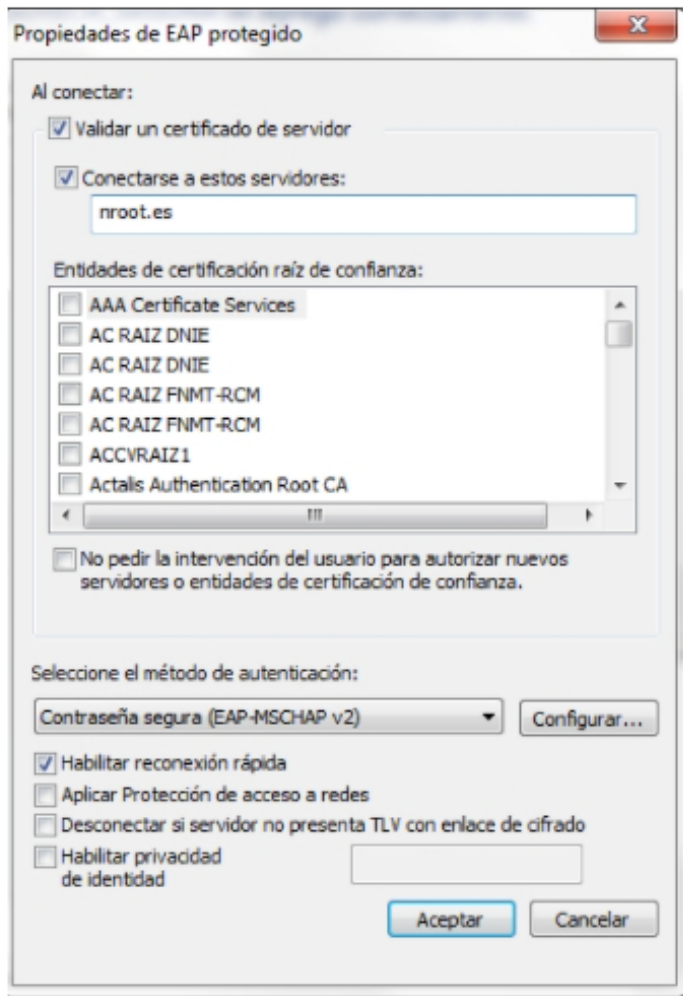 Propiedades de EAP protegido
Al conectar:
Validar un certificado de servidor
Conectarse a estos servidores:
nroot.es
Entidades de certificación raíz de confianza:
AAA Certificate Services
AC RAIZ DNIE
AC RAIZ DNIE
AC RAIZ FNMT-RCM
AC RAIZ FNMT-RCM
ACCVRAIZ1
Actalis Authentication Root CA
No pedir la intervención del usuario para autorizar nuevos
servidores o entidades de certificación de confianza.
Seleccione el método de autenticación:
Contraseña segura (EAP-MSCHAP v2)
Configurar...
Habilitar reconexión rápida
Aplicar Protección de acceso a redes
Desconectar si servidor no presenta TLV con enlace de cifrado
Habilitar privacidad
de identidad
Aceptar
Cancelar